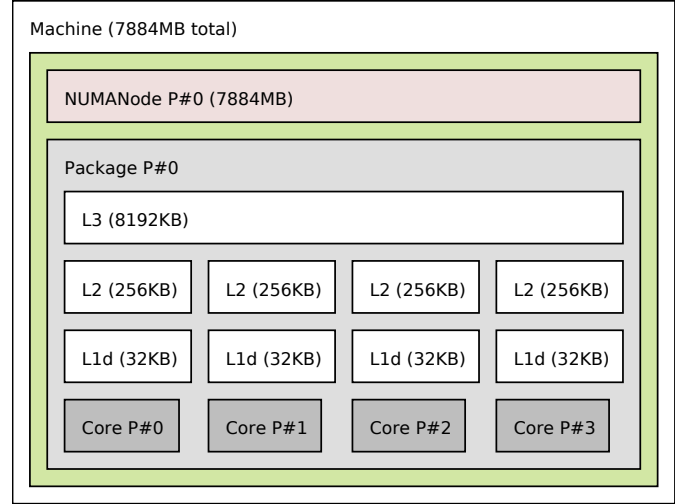 Machine (7884MB total)
NUMANode P#0 (7884MB)
Package P#0
L3 (8192KB)
L2 (256KB) L2 (256KB) L2 (256KB) L2 (256KB)
L1d (32KB) L1d (32KB) L1d (32KB) L1d (32KB)
Core P#0 Core P#1 Core P#2 Core P#3